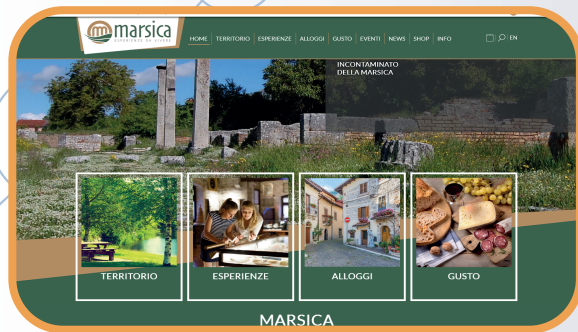 marsica
ESPERIENZE DA VIVERE
HOME TERRITORIO ESPERIENZE ALLOGGI GUSTO EVENTI NEWS SHOP INFO EN
INCONTAMINATO
DELLA MARSICA
TERRITORIO ESPERIENZE ALLOGGI GUSTO
MARSICA